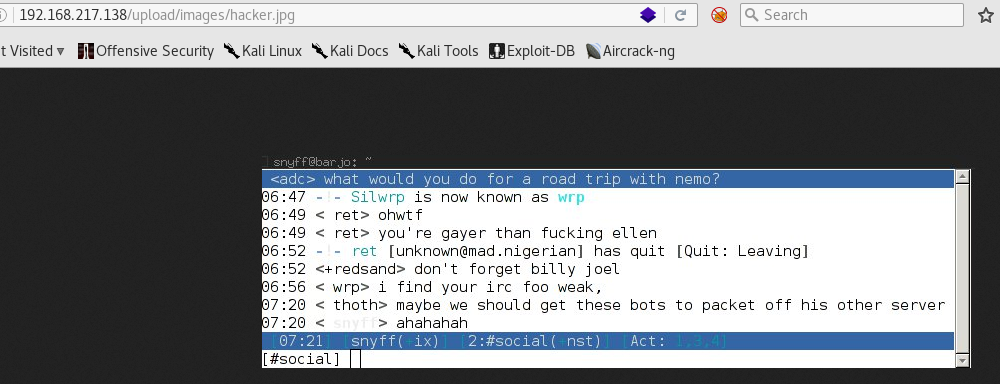 192.168.217.138/upload/images/hacker.jpg Search
t Visited Offensive Security Kali Linux Kali Docs Kali Tools Exploit-DB Aircrack-ng
snyff@barjo: ~
<adc> what would you do for a road trip with nemo?
06:47 -!- Silwrp is now known as wrp
06:49 < ret> ohwtf
06:49 < ret> you're gayer than fucking ellen
06:52 -!- ret [unknown@mad.nigerian] has quit [Quit: Leaving]
06:52 <+redsand> don't forget billy joel
06:56 < wrp> i find your irc foo weak,
07:20 < thoth> maybe we should get these bots to packet off his other server
07:20 < snyff> ahahahah
[07:21] [snyff(+ix)] [2:#social(+nst)] [Act: 1,3,4]
[#social]